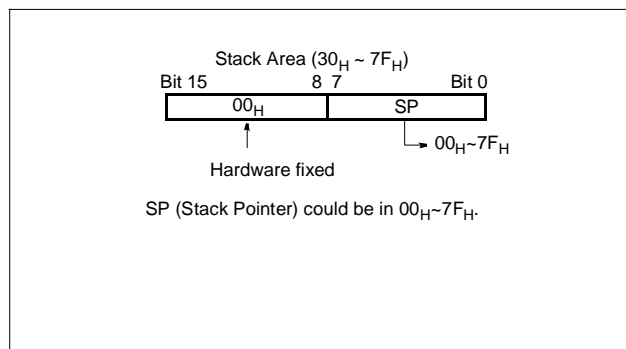 Stack Area (30H ~ 7FH)
Bit 15 8 7 Bit 0
00H SP
00H~7FH
Hardware fixed
SP (Stack Pointer) could be in 00H~7FH.